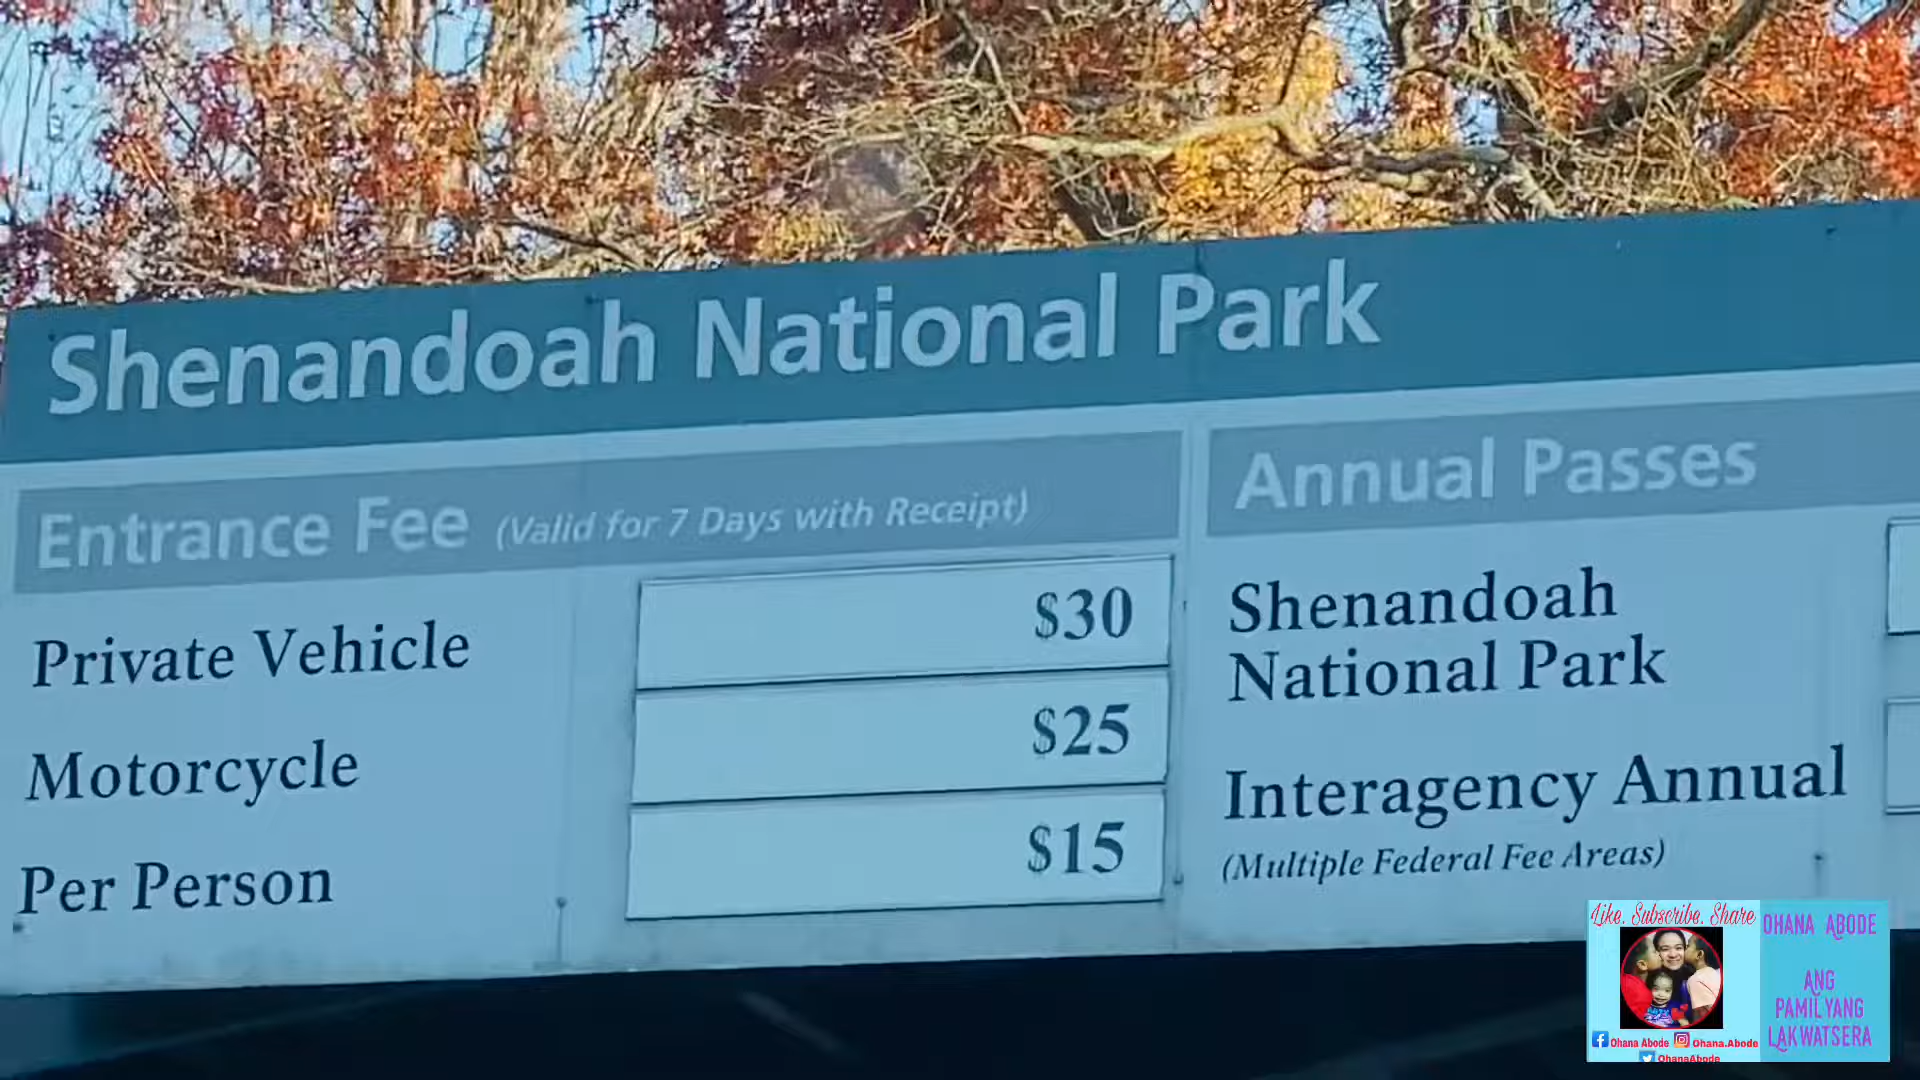 Shenandoah National Park
Entrance Fee (Valid for 7 Days with Receipt)
Private Vehicle $30
Motorcycle $25
Per Person $15
Annual Passes
Shenandoah
National Park
Interagency Annual
(Multiple Federal Fee Areas)
Like. Subscribe. Share
Ohana Abode Ohana.Abode
OhanaAbode
OHANA ABODE
ANG
PAMILYANG
LAKWATSERA